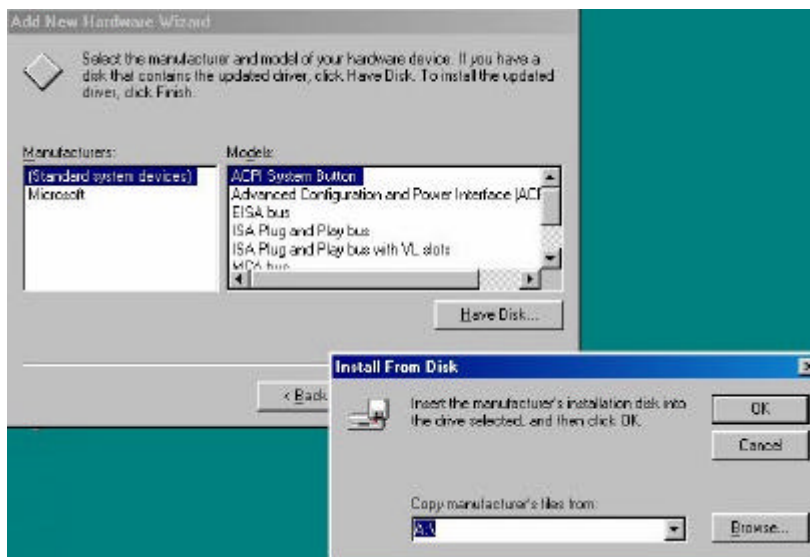 Add New Hardware Wizard
Select the manufacturer and model of your hardware device. If you have a
disk that contains the updated driver, click Have Disk. To install the updated
driver, click Finish.
Manufacturers:
(Standard system devices)
Microsoft
Models:
ACPI System Button
Advanced Configuration and Power Interface (ACP
EISA bus
ISA Plug and Play bus
ISA Plug and Play bus with VL slots
MCA bus
Have Disk...
< Back
Install From Disk
Insert the manufacturer's installation disk into
the drive selected, and then click OK.
OK
Cancel
Copy manufacturer's files from:
A:\
Browse...